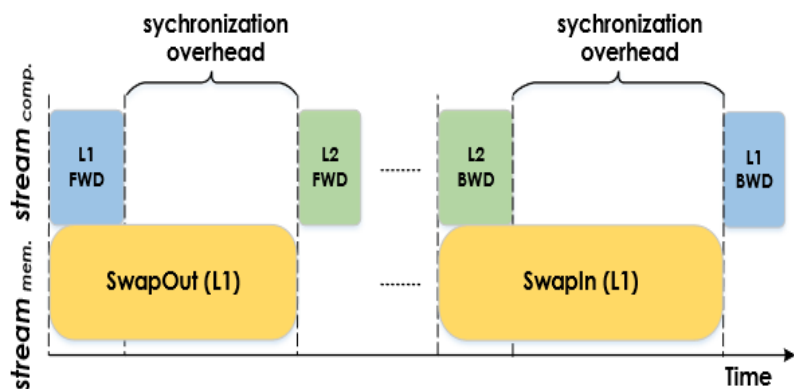 sychronization
overhead
sychronization
overhead
stream comp.
L1
FWD
L2
FWD
........
L2
BWD
L1
BWD
stream mem.
SwapOut (L1)
........
SwapIn (L1)
Time